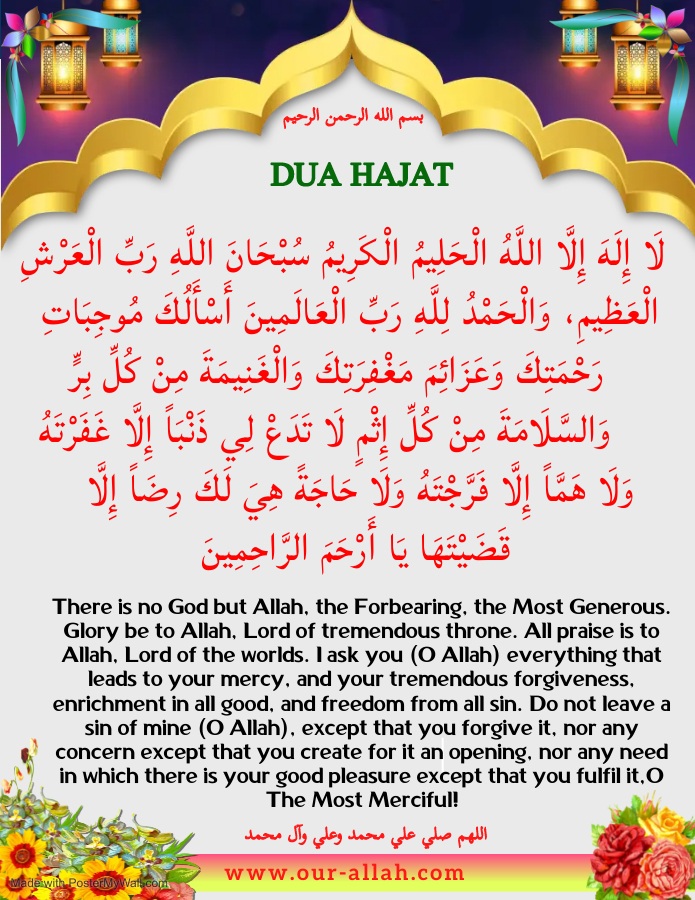 بسم الله الرحمن الرحيم
DUA HAJAT
لَا إِلَهَ إِلَّا اللَّهُ الْحَلِيمُ الْكَرِيمُ سُبْحَانَ اللَّهِ رَبِّ الْعَرْشِ
الْعَظِيمِ، وَالْحَمْدُ لِلَّهِ رَبِّ الْعَالَمِينَ أَسْأَلُكَ مُوجِبَاتِ
رَحْمَتِكَ وَعَزَائِمَ مَغْفِرَتِكَ وَالْغَنِيمَةَ مِنْ كُلِّ بِرٍّ
وَالسَّلَامَةَ مِنْ كُلِّ إِثْمٍ لَا تَدَعْ لِي ذَنْبَاً إِلَّا غَفَرْتَهُ
وَلَا هَمَّاً إِلَّا فَرَّجْتَهُ وَلَا حَاجَةً هِيَ لَكَ رِضَاً إِلَّا
قَضَيْتَهَا يَا أَرْحَمَ الرَّاحِمِينَ
There is no God but Allah, the Forbearing, the Most Generous.
Glory be to Allah, Lord of tremendous throne. All praise is to
Allah, Lord of the worlds. I ask you (O Allah) everything that
leads to your mercy, and your tremendous forgiveness,
enrichment in all good, and freedom from all sin. Do not leave a
sin of mine (O Allah), except that you forgive it, nor any
concern except that you create for it an opening, nor any need
in which there is your good pleasure except that you fulfil it,O
The Most Merciful!
اللهم صلي علي محمد وعلي وآل محمد
www.our-allah.com
Made with PosterMyWall.com